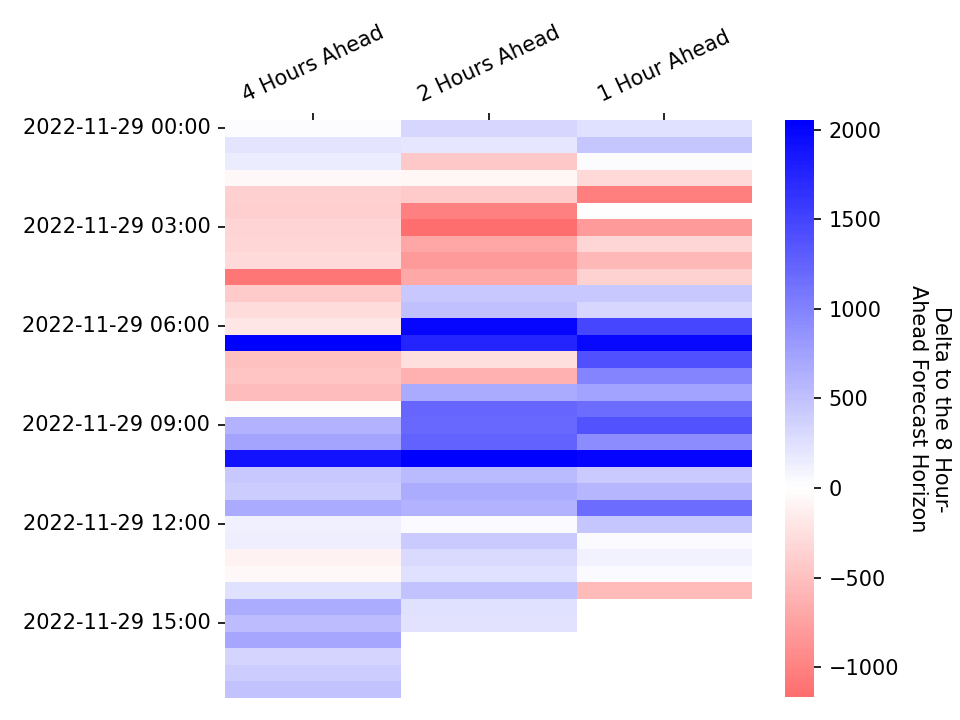 4 Hours Ahead
2 Hours Ahead
1 Hour Ahead
2022-11-29 00:00
2022-11-29 03:00
2022-11-29 06:00
2022-11-29 09:00
2022-11-29 12:00
2022-11-29 15:00
2000
1500
1000
500
0
−500
−1000
Delta to the 8 Hour-
Ahead Forecast Horizon